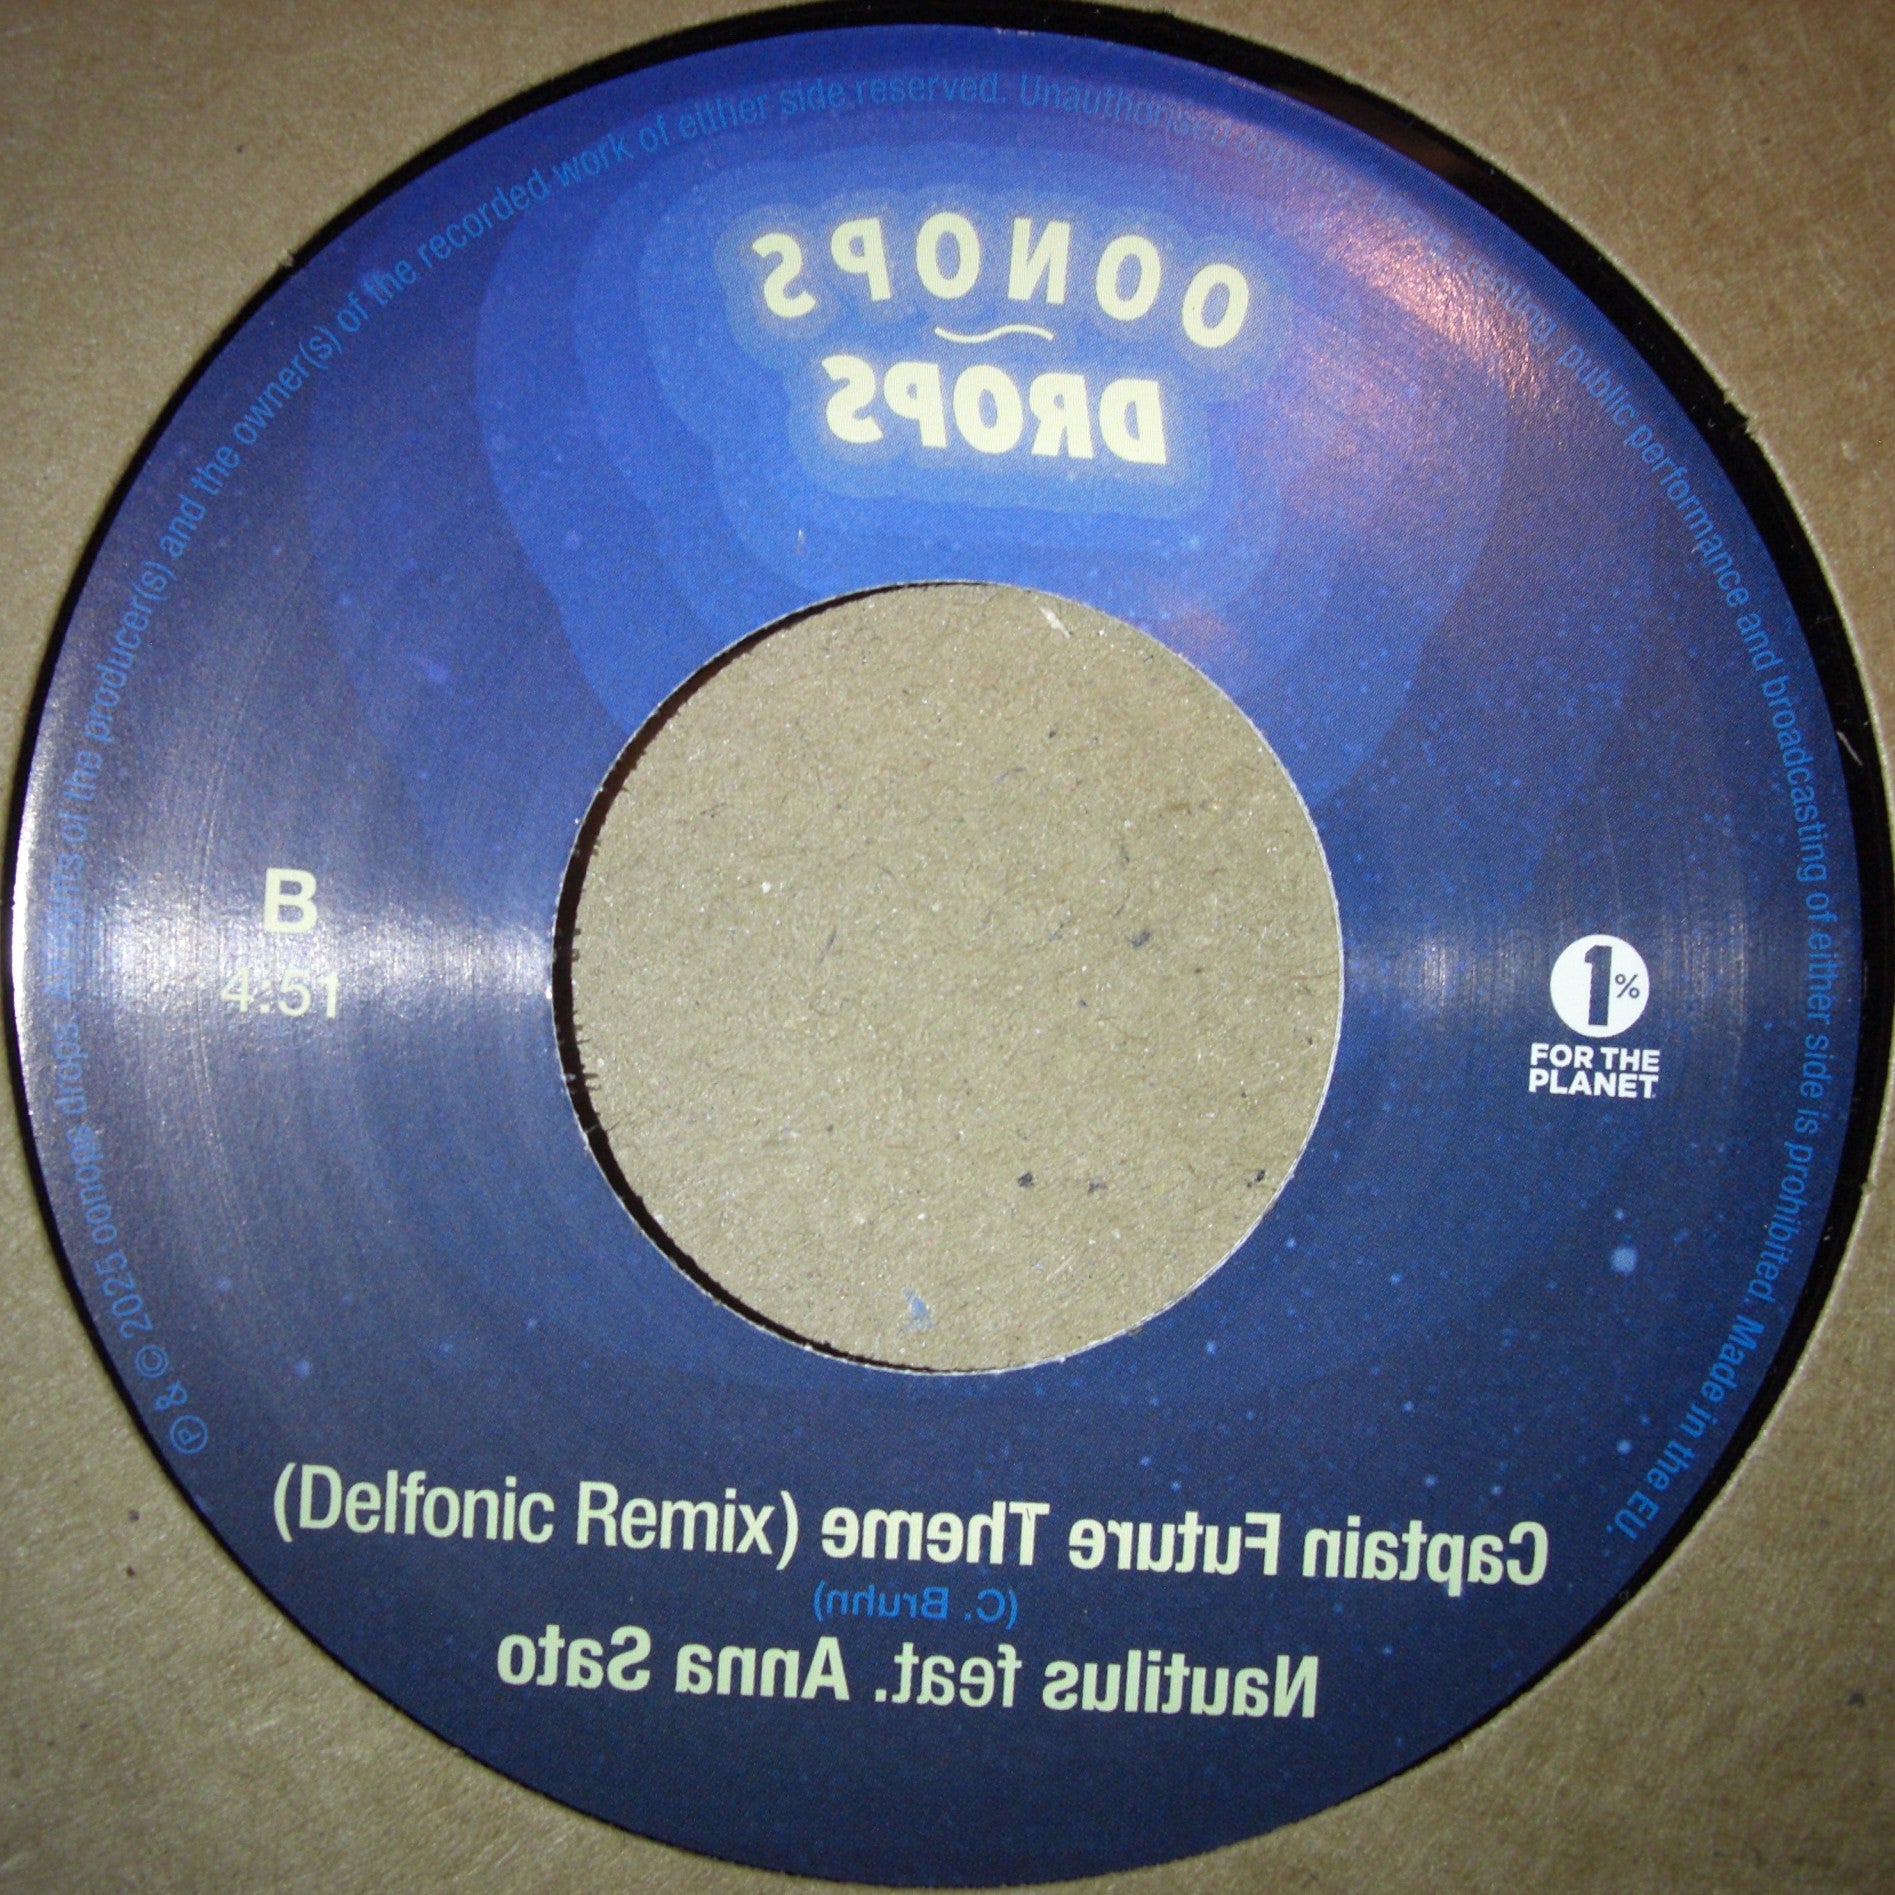 OONOPS
DROPS
B
4:51
1%
FOR THE
PLANET
Captain Future Theme (Delfonic Remix)
(C. Bruhn)
Nautilus feat. Anna Sato
℗ & © 2025 oonops drops. All rights of the producer(s) and the owner(s) of the recorded work of either side reserved. Unauthorised copying, public performance and broadcasting of either side is prohibited. Made in the EU.